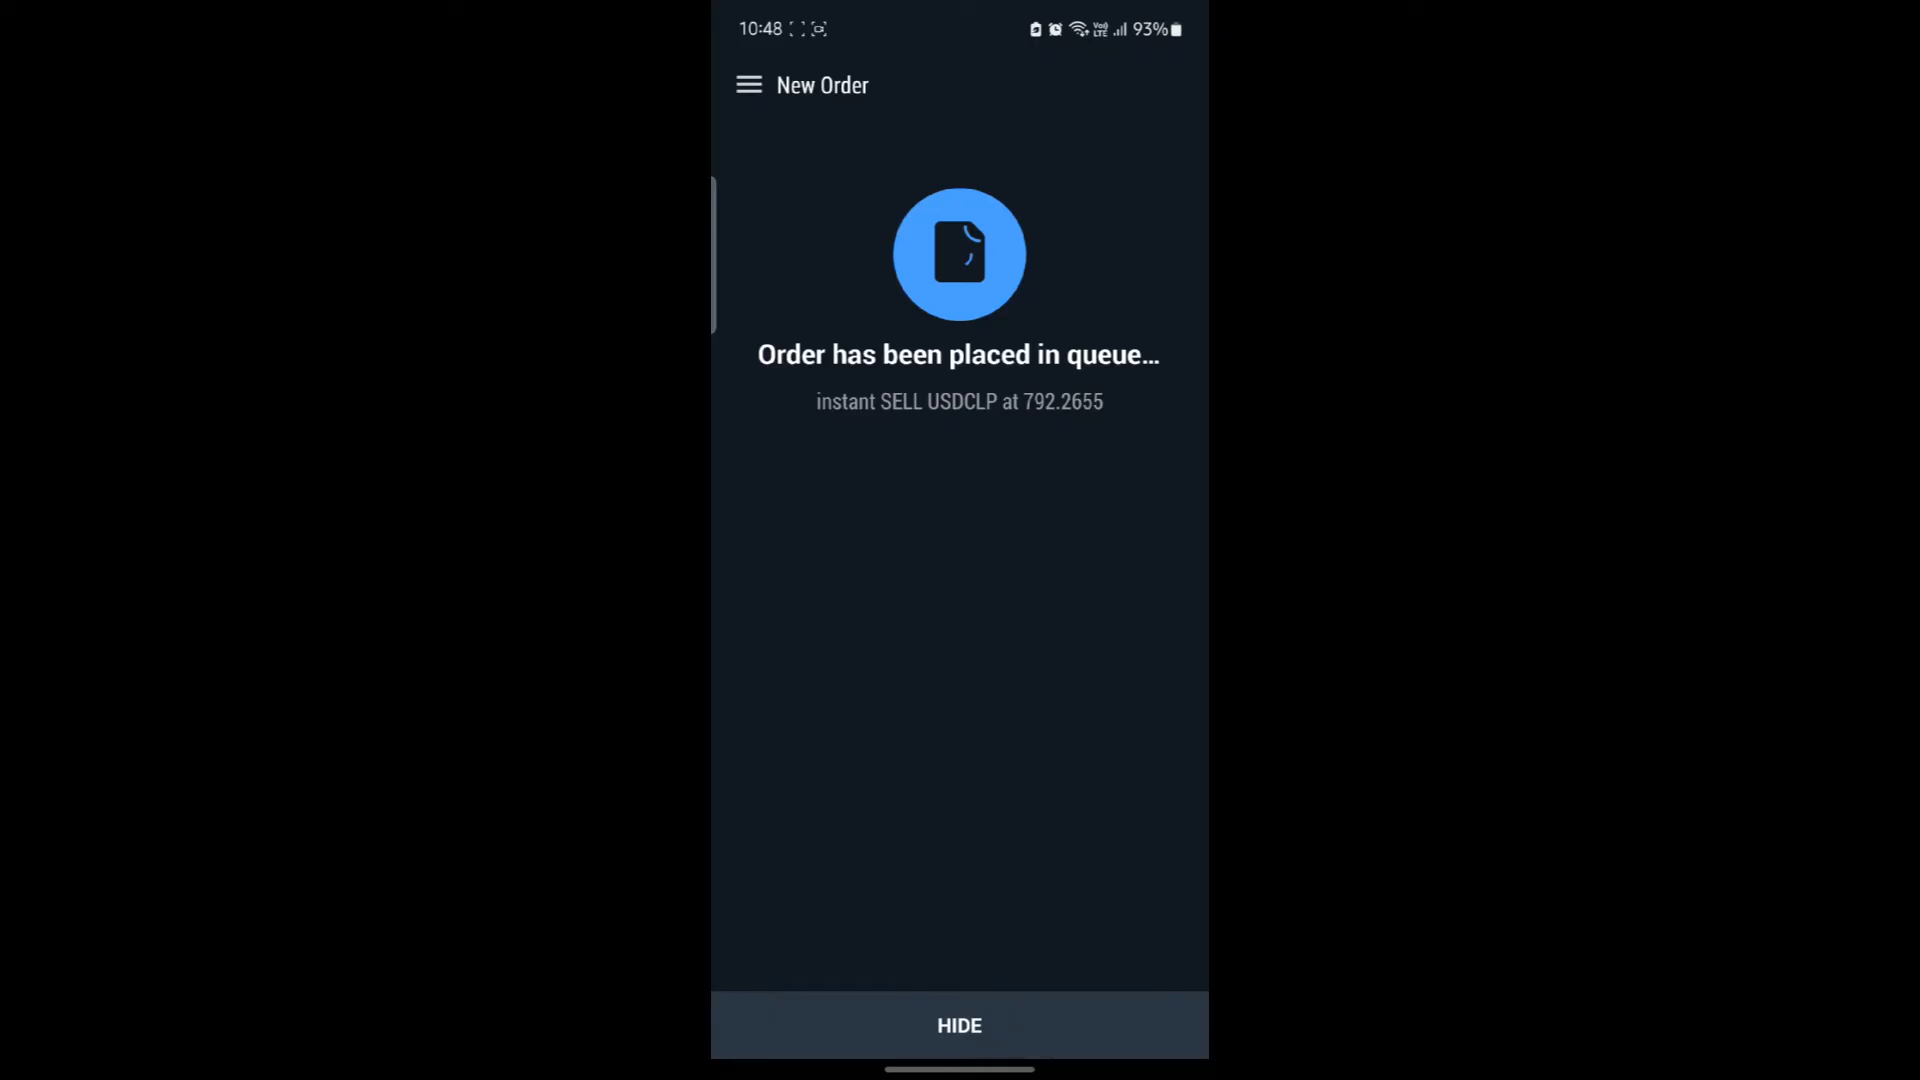 10:48 93%
New Order
Order has been placed in queue...
instant SELL USDCLP at 792.2655
HIDE